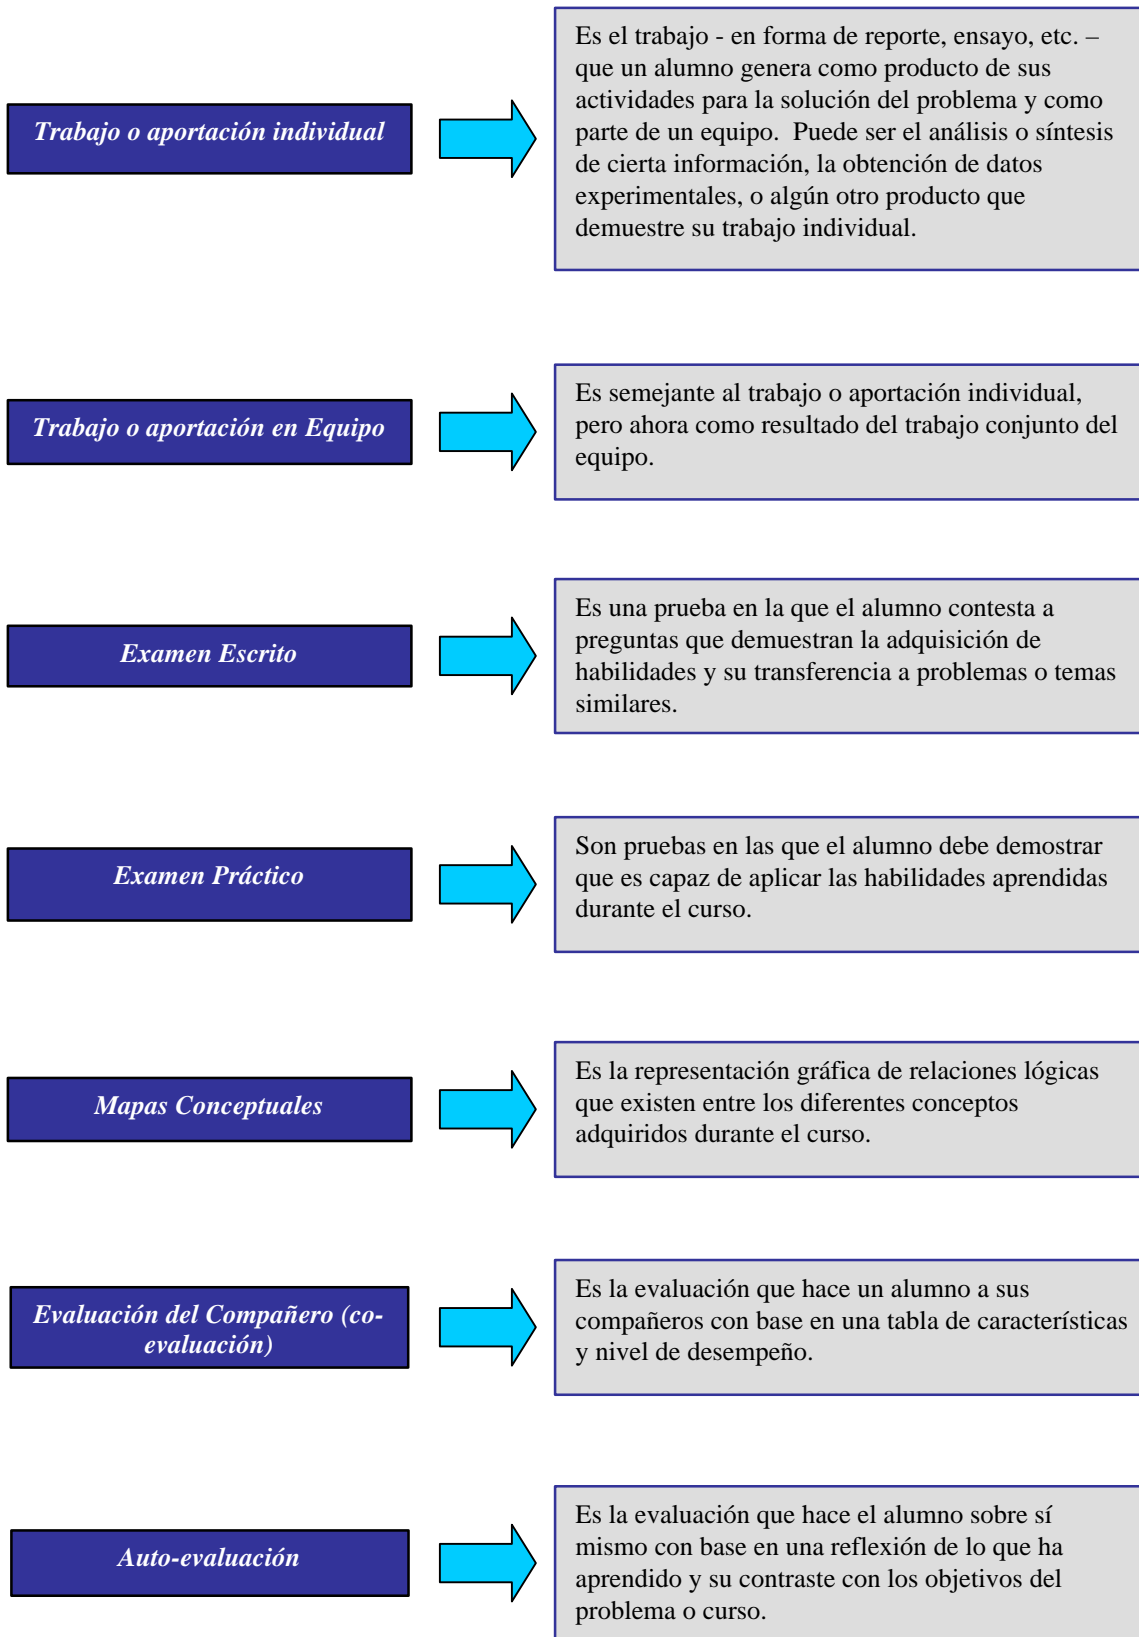 Trabajo o aportación individual
Es el trabajo - en forma de reporte, ensayo, etc. –
que un alumno genera como producto de sus
actividades para la solución del problema y como
parte de un equipo.  Puede ser el análisis o síntesis
de cierta información, la obtención de datos
experimentales, o algún otro producto que
demuestre su trabajo individual.
Trabajo o aportación en Equipo
Es semejante al trabajo o aportación individual,
pero ahora como resultado del trabajo conjunto del
equipo.
Examen Escrito
Es una prueba en la que el alumno contesta a
preguntas que demuestran la adquisición de
habilidades y su transferencia a problemas o temas
similares.
Examen Práctico
Son pruebas en las que el alumno debe demostrar
que es capaz de aplicar las habilidades aprendidas
durante el curso.
Mapas Conceptuales
Es la representación gráfica de relaciones lógicas
que existen entre los diferentes conceptos
adquiridos durante el curso.
Evaluación del Compañero (co-
evaluación)
Es la evaluación que hace un alumno a sus
compañeros con base en una tabla de características
y nivel de desempeño.
Auto-evaluación
Es la evaluación que hace el alumno sobre sí
mismo con base en una reflexión de lo que ha
aprendido y su contraste con los objetivos del
problema o curso.